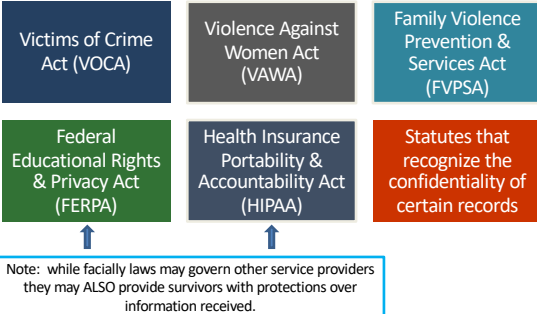 Victims of Crime
Act (VOCA)
Violence Against
Women Act
(VAWA)
Family Violence
Prevention &
Services Act
(FVPSA)
Federal
Educational Rights
& Privacy Act
(FERPA)
Health Insurance
Portability &
Accountability Act
(HIPAA)
Statutes that
recognize the
confidentiality of
certain records
Note: while facially laws may govern other service providers
they may ALSO provide survivors with protections over
information received.